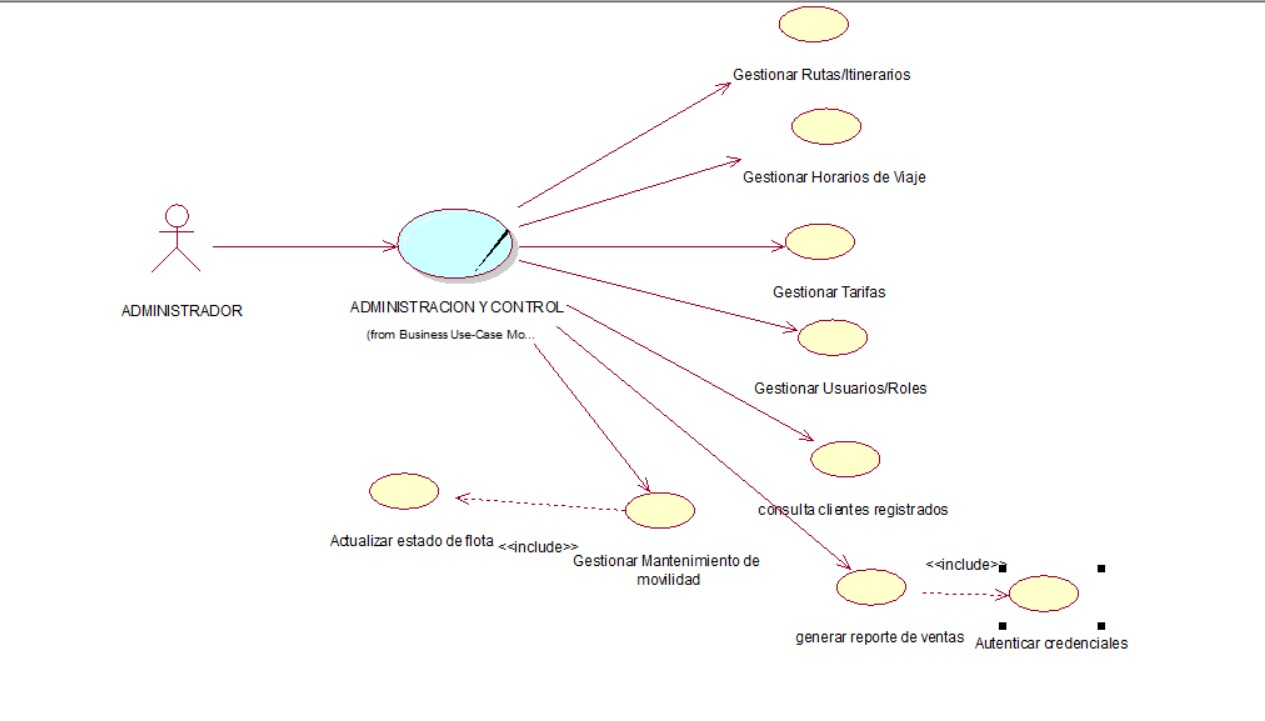 Gestionar Rutas/Itinerarios
Gestionar Horarios de Viaje
Gestionar Tarifas
ADMINISTRADOR
ADMINISTRACION Y CONTROL
(from Business Use-Case Mo...
Gestionar Usuarios/Roles
consulta clientes registrados
Actualizar estado de flota
<<include>>
Gestionar Mantenimiento de
movilidad
<<include>>
generar reporte de ventas
Autenticar credenciales